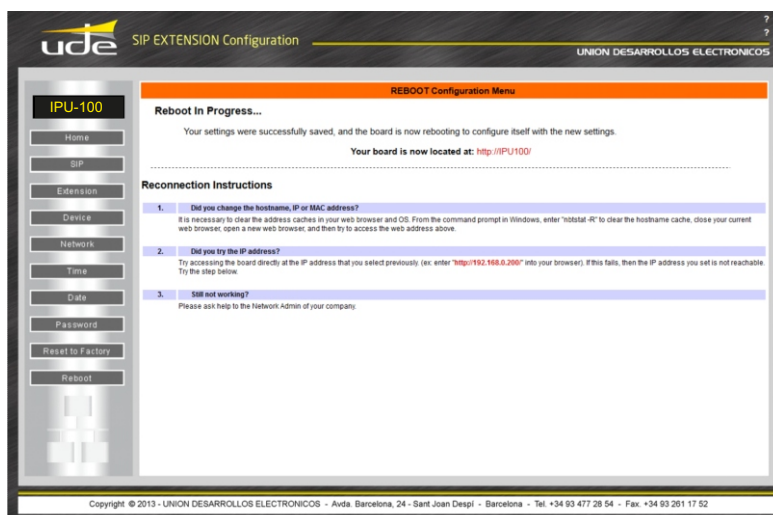 ?
?
ude SIP EXTENSION Configuration
UNION DESARROLLOS ELECTRONICOS
IPU-100
Home
SIP
Extension
Device
Network
Time
Date
Password
Reset to Factory
Reboot
REBOOT Configuration Menu
Reboot In Progress...
Your settings were successfully saved, and the board is now rebooting to configure itself with the new settings.
Your board is now located at: http://IPU100/
Reconnection Instructions
1. Did you change the hostname, IP or MAC address?
It is necessary to clear the address caches in your web browser and OS. From the command prompt in Windows, enter "nbtstat -R" to clear the hostname cache, close your current
web browser, open a new web browser, and then try to access the web address above.
2. Did you try the IP address?
Try accessing the board directly at the IP address that you select previously. (ex: enter "http://192.168.0.200/" into your browser). If this fails, then the IP address you set is not reachable.
Try the step below.
3. Still not working?
Please ask help to the Network Admin of your company.
Copyright © 2013 - UNION DESARROLLOS ELECTRONICOS - Avda. Barcelona, 24 - Sant Joan Despí - Barcelona - Tel. +34 93 477 28 54 - Fax. +34 93 261 17 52